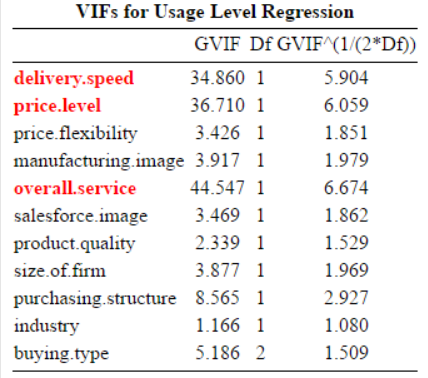 VIFs for Usage Level Regression
GVIF Df GVIF^(1/(2*Df))
delivery.speed 34.860 1 5.904
price.level 36.710 1 6.059
price.flexibility 3.426 1 1.851
manufacturing.image 3.917 1 1.979
overall.service 44.547 1 6.674
salesforce.image 3.469 1 1.862
product.quality 2.339 1 1.529
size.of.firm 3.877 1 1.969
purchasing.structure 8.565 1 2.927
industry 1.166 1 1.080
buying.type 5.186 2 1.509